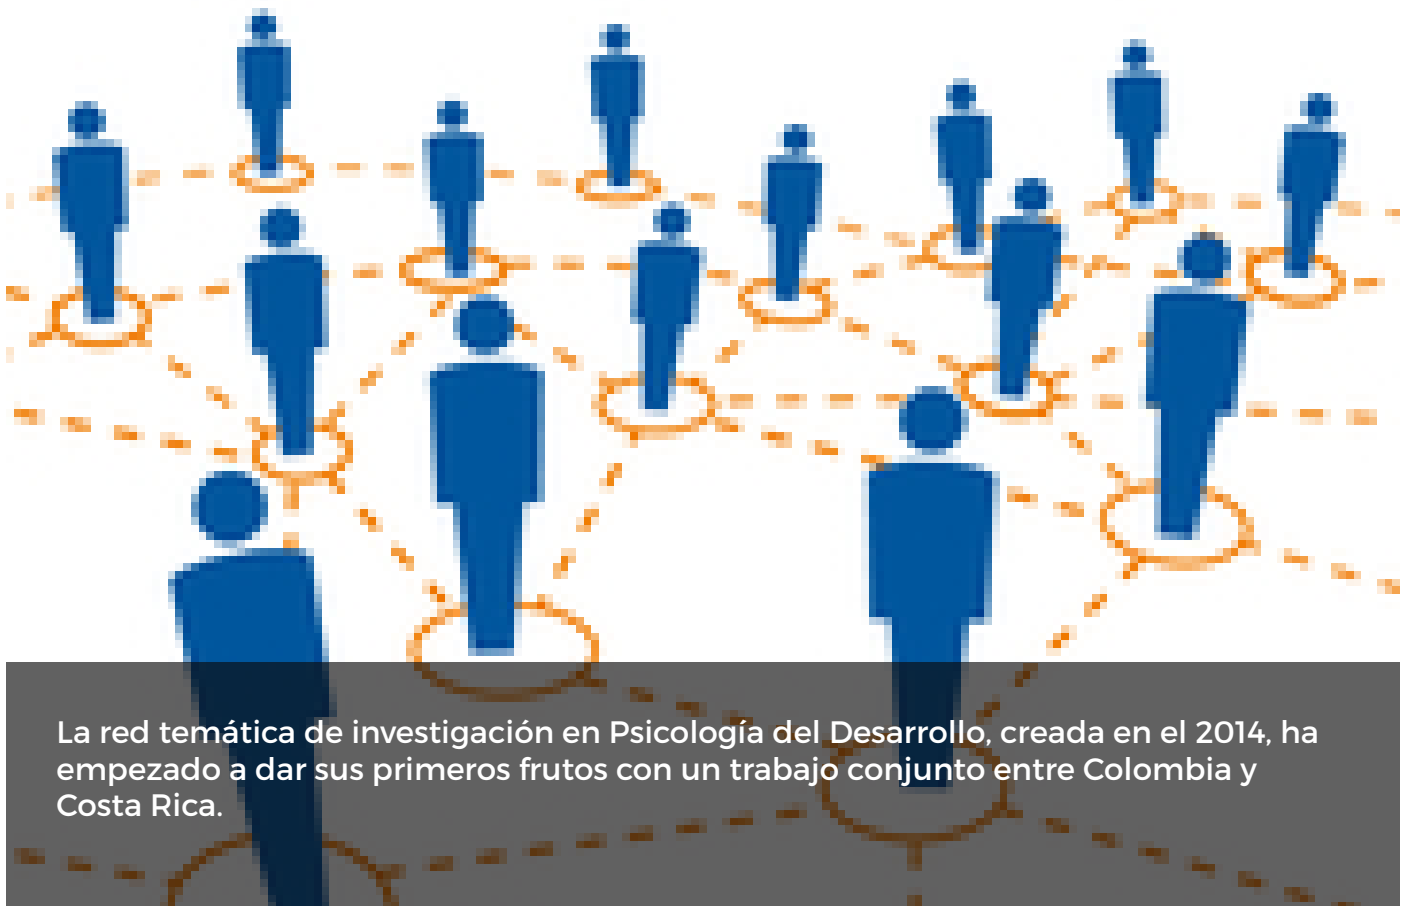 La red temática de investigación en Psicología del Desarrollo, creada en el 2014, ha
empezado a dar sus primeros frutos con un trabajo conjunto entre Colombia y
Costa Rica.